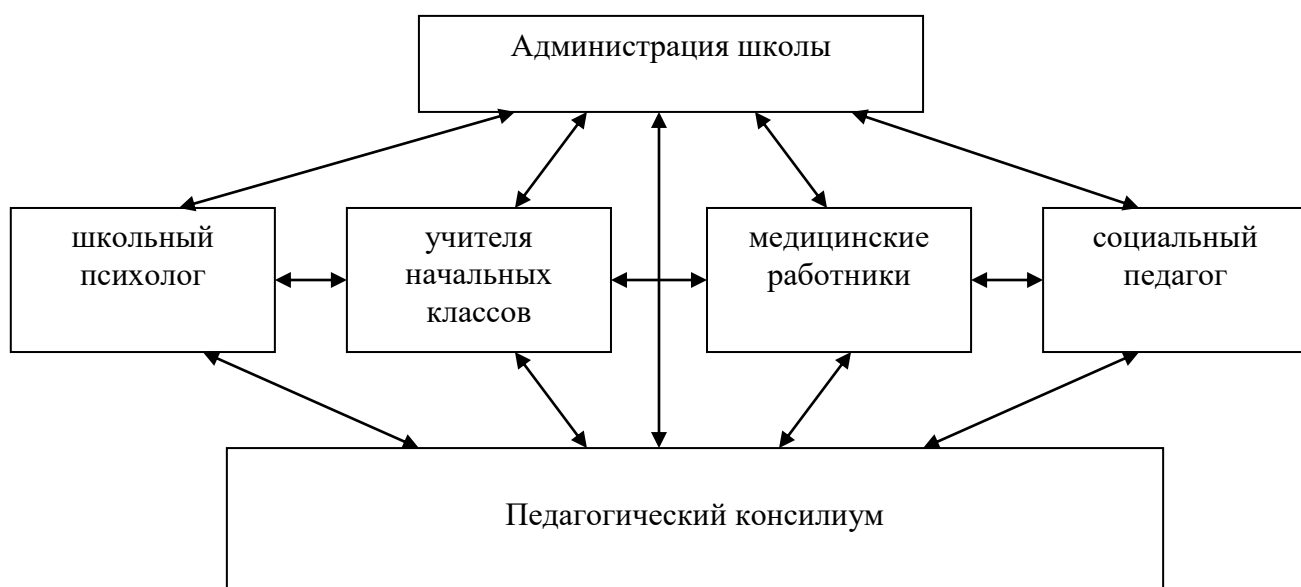 Администрация школы
школьный
психолог
учителя
начальных
классов
медицинские
работники
социальный
педагог
Педагогический консилиум